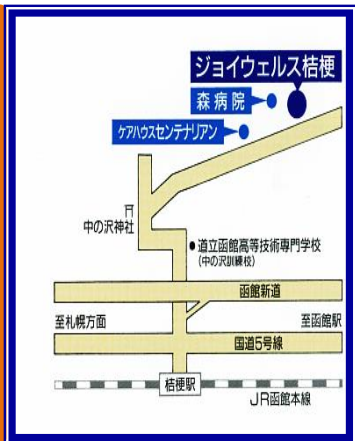 ジョイウェルス桔梗
森病院
ケアハウスセンテナリアン
中の沢神社
道立函館高等技術専門学校
(中の沢訓練校)
函館新道
至札幌方面
至函館駅
国道5号線
桔梗駅
JR函館本線